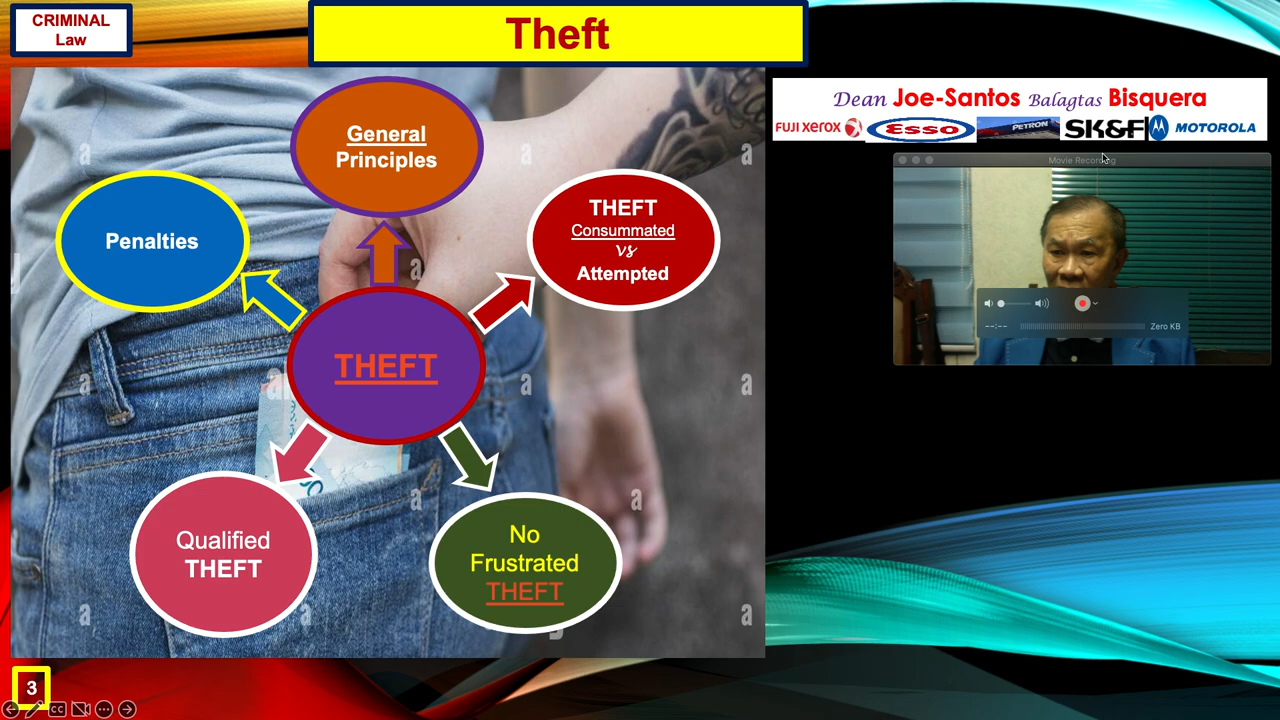 CRIMINAL
Law
Theft
Dean Joe-Santos Balagtas Bisquera
FUJI XEROX
Esso
PETRON
SK&F
MOTOROLA
Movie Recording
General
Principles
Penalties
THEFT
Consummated
vs
Attempted
THEFT
Qualified
THEFT
No
Frustrated
THEFT
--:--
Zero KB
3
CC
a
a
a
a
a
a
a
a
a
a
a
a